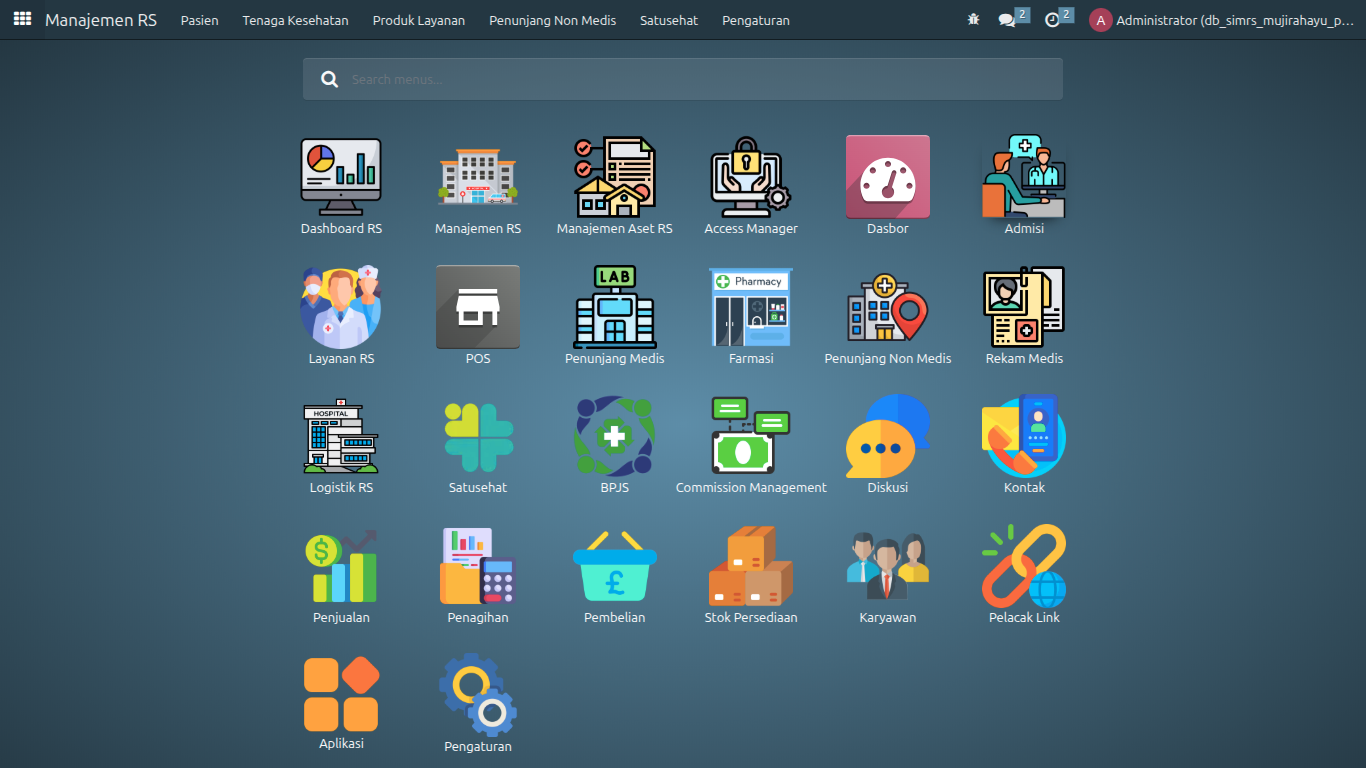 Manajemen RS Pasien Tenaga Kesehatan Produk Layanan Penunjang Non Medis Satusehat Pengaturan 2 2 A Administrator (db_simrs_mujirahayu_p...
Search menus...
Dashboard RS Manajemen RS Manajemen Aset RS Access Manager Dasbor Admisi
LAB
Pharmacy
Layanan RS POS Penunjang Medis Farmasi Penunjang Non Medis Rekam Medis
HOSPITAL
Logistik RS Satusehat BPJS Commission Management Diskusi Kontak
$
£
Penjualan Penagihan Pembelian Stok Persediaan Karyawan Pelacak Link
Aplikasi Pengaturan